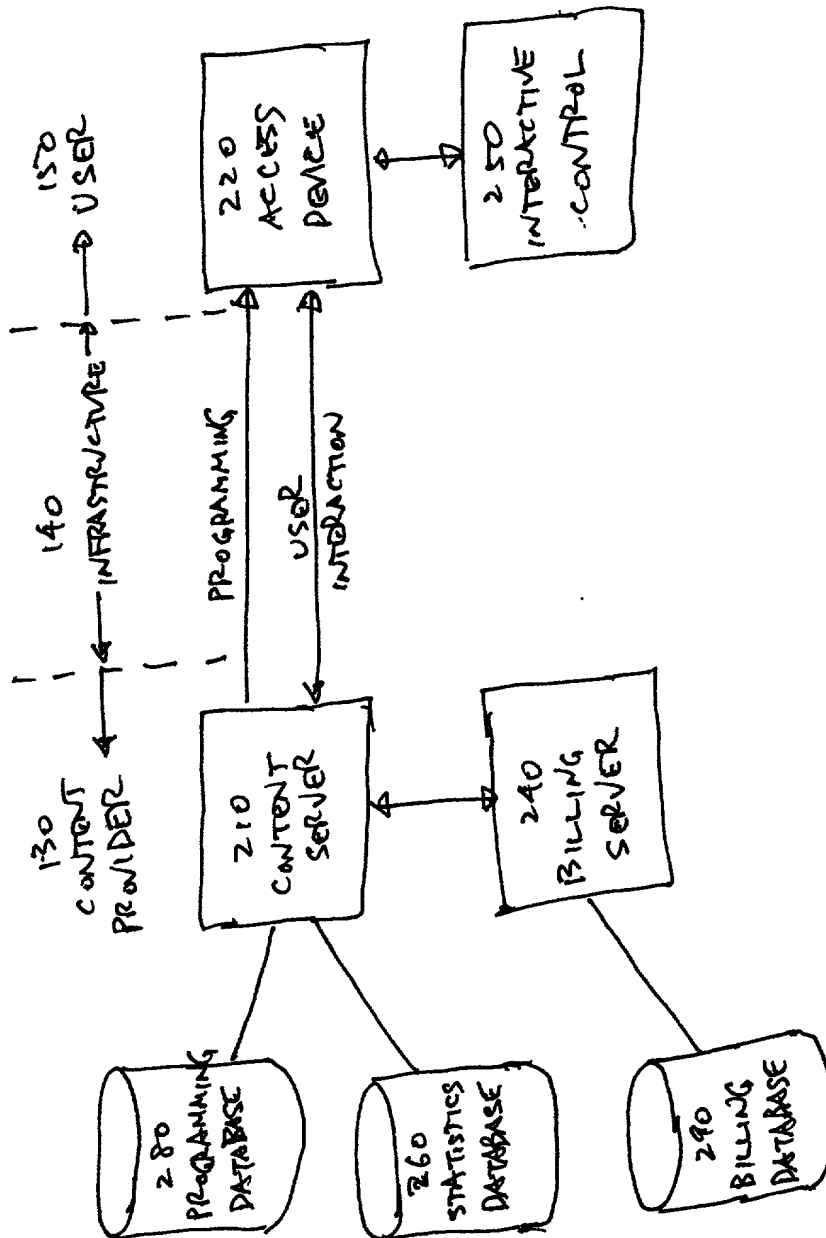 130
CONTENT
PROVIDER
140
INFRASTRUCTURE
150
USER
280
PROGRAMMING
DATABASE
210
CONTENT
SERVER
PROGRAMMING
USER
INTERACTION
220
ACCESS
DEVICE
260
STATISTICS
DATABASE
240
BILLING
SERVER
250
INTERACTIVE
CONTROL
290
BILLING
DATABASE